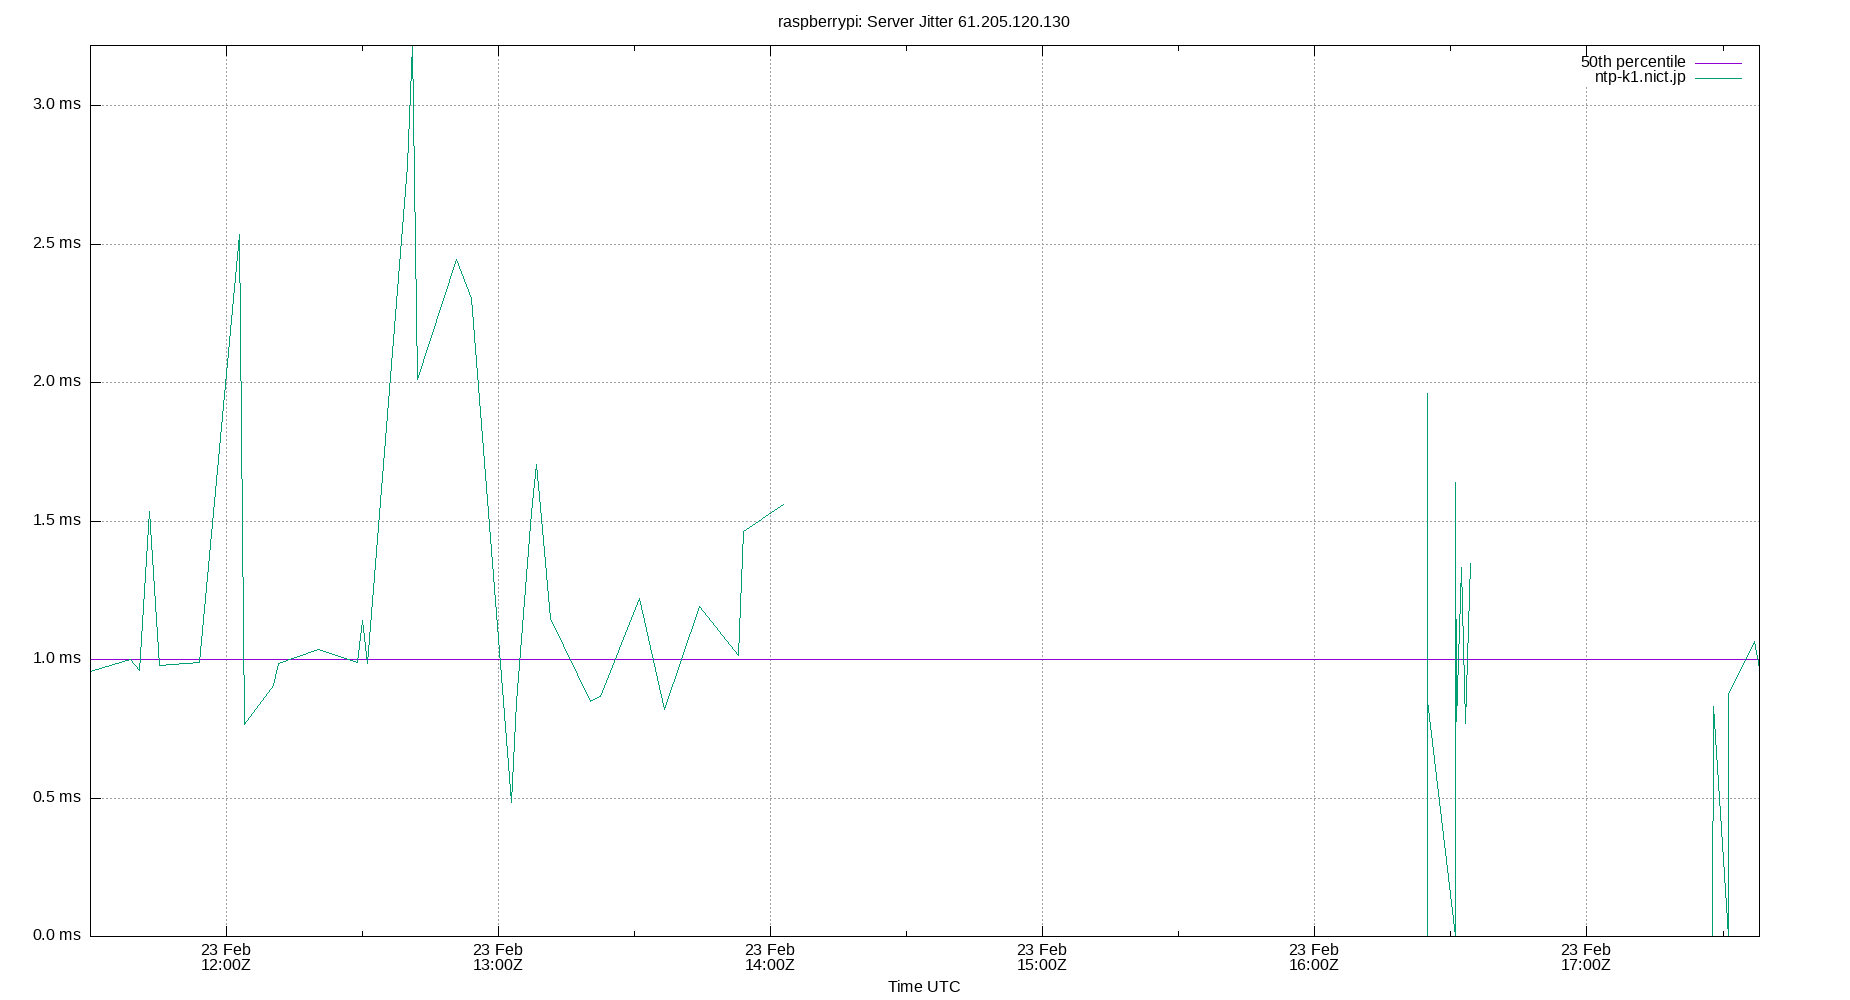 raspberrypi: Server Jitter 61.205.120.130
50th percentile
ntp-k1.nict.jp
3.0 ms
2.5 ms
2.0 ms
1.5 ms
1.0 ms
0.5 ms
0.0 ms
23 Feb
12:00Z
23 Feb
13:00Z
23 Feb
14:00Z
23 Feb
15:00Z
23 Feb
16:00Z
23 Feb
17:00Z
Time UTC